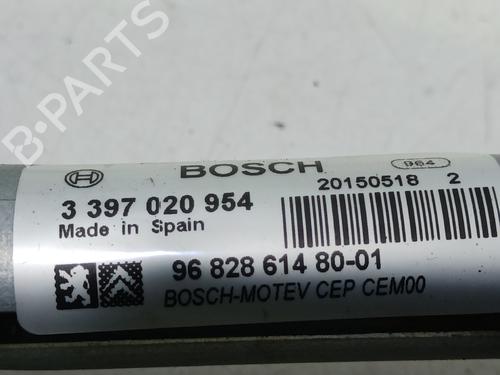 B-PARTS
BOSCH
964
3 397 020 954
20150518 2
Made in Spain
96 828 614 80-01
BOSCH-MOTEV CEP CEM00